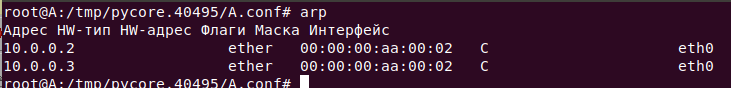 root@A:/tmp/pycore.40495/A.conf# arp
Адрес HW-тип HW-адрес Флаги Маска Интерфейс
10.0.0.2 ether 00:00:00:aa:00:02 C eth0
10.0.0.3 ether 00:00:00:aa:00:02 C eth0
root@A:/tmp/pycore.40495/A.conf#